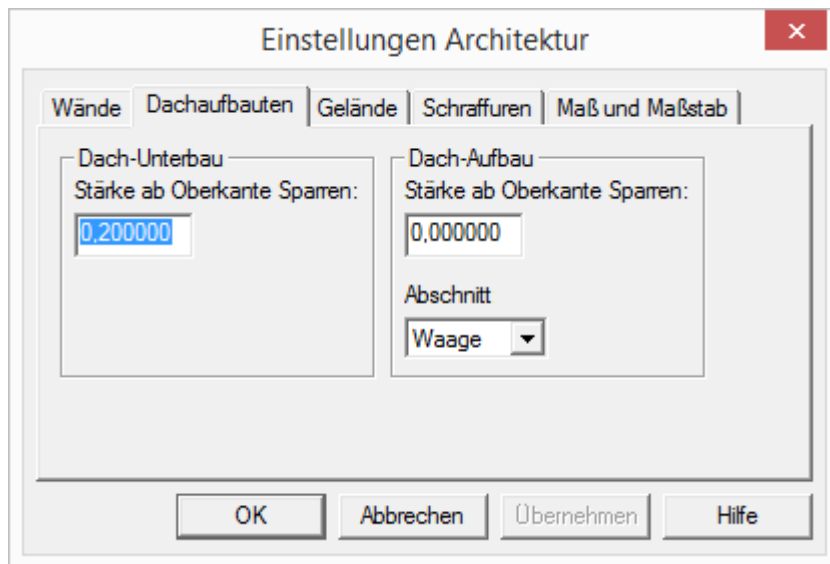 Einstellungen Architektur
Wände Dachaufbauten Gelände Schraffuren Maß und Maßstab
Dach-Unterbau Dach-Aufbau
Stärke ab Oberkante Sparren: Stärke ab Oberkante Sparren:
0,200000 0,000000
Abschnitt
Waage
OK Abbrechen Übernehmen Hilfe